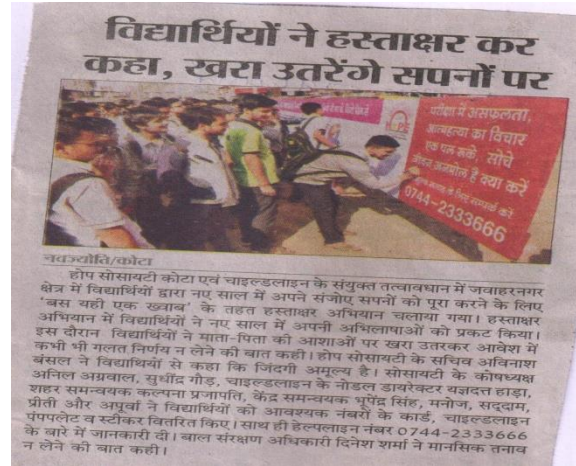 विद्यार्थियों ने हस्ताक्षर कर
कहा, खरा उतरेंगे सपनों पर
परीक्षा में असफलता,
आत्महत्या का विचार
एक पल रूकें, सोचे
जीवन अनमोल है क्या करें
सम्पर्क करें
0744-2333666
नवज्योति/कोटा
होप सोसायटी कोटा एवं चाइल्डलाइन के संयुक्त तत्वावधान में जवाहरनगर
क्षेत्र में विद्यार्थियों द्वारा नए साल में अपने संजोए सपनों को पूरा करने के लिए
'बस यही एक ख्वाब' के तहत हस्ताक्षर अभियान चलाया गया। हस्ताक्षर
अभियान में विद्यार्थियों ने नए साल में अपनी अभिलाषाओं को प्रकट किया।
इस दौरान विद्यार्थियों ने माता-पिता की आशाओं पर खरा उतरकर आवेश में
कभी भी गलत निर्णय न लेने की बात कही। होप सोसायटी के सचिव अविनाश
बंसल ने विद्यार्थियों से कहा कि जिंदगी अमूल्य है। सोसायटी के कोषध्यक्ष
अनिल अग्रवाल, सुधींद्र गौड़, चाइल्डलाइन के नोडल डायरेक्टर यज्ञदत्त हाड़ा,
शहर समन्वयक कल्पना प्रजापति, केंद्र समन्वयक भूपेंद्र सिंह, मनोज, सद्दाम,
प्रीती और अपूर्वा ने विद्यार्थियों को आवश्यक नंबरों के कार्ड, चाइल्डलाइन
पंपपलेट व स्टीकर वितरित किए। साथ ही हेल्पलाइन नंबर 0744-2333666
के बारे में जानकारी दी। बाल संरक्षण अधिकारी दिनेश शर्मा ने मानसिक तनाव
न लेने की बात कही।